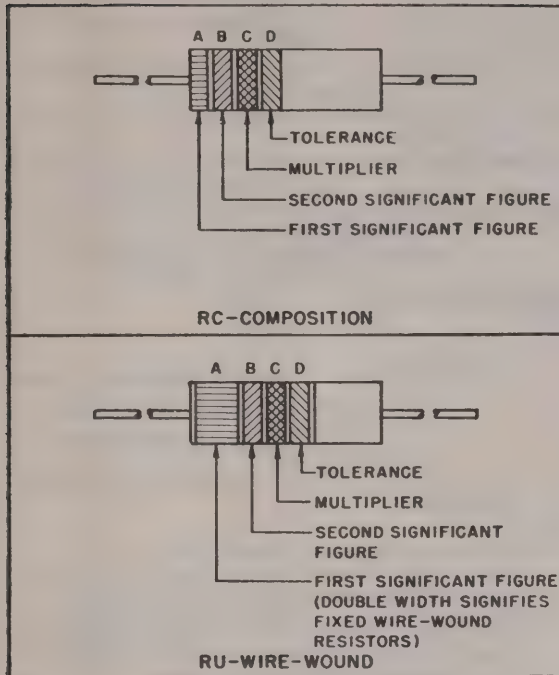 A B C D
TOLERANCE
MULTIPLIER
SECOND SIGNIFICANT FIGURE
FIRST SIGNIFICANT FIGURE
RC-COMPOSITION
A B C D
TOLERANCE
MULTIPLIER
SECOND SIGNIFICANT
FIGURE
FIRST SIGNIFICANT FIGURE
(DOUBLE WIDTH SIGNIFIES
FIXED WIRE-WOUND
RESISTORS)
RU-WIRE-WOUND